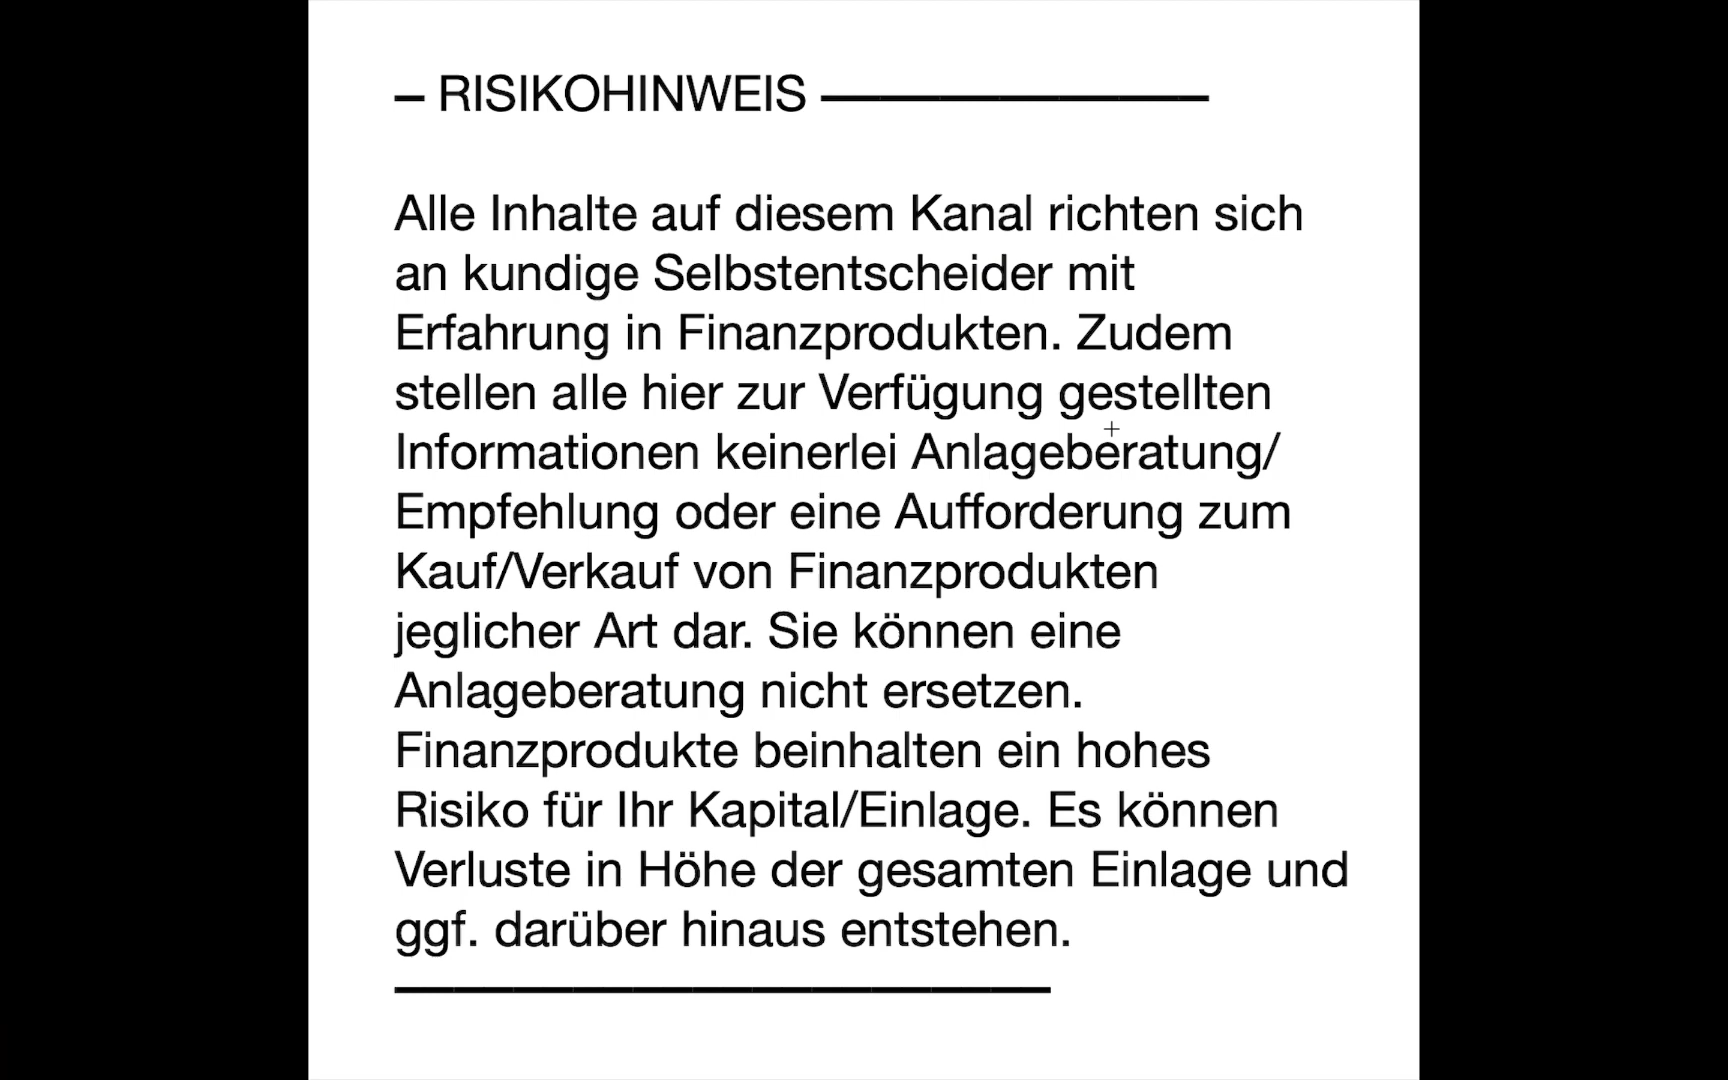 – RISIKOHINWEIS —————————
Alle Inhalte auf diesem Kanal richten sich
an kundige Selbstentscheider mit
Erfahrung in Finanzprodukten. Zudem
stellen alle hier zur Verfügung gestellten
Informationen keinerlei Anlageberatung/
Empfehlung oder eine Aufforderung zum
Kauf/Verkauf von Finanzprodukten
jeglicher Art dar. Sie können eine
Anlageberatung nicht ersetzen.
Finanzprodukte beinhalten ein hohes
Risiko für Ihr Kapital/Einlage. Es können
Verluste in Höhe der gesamten Einlage und
ggf. darüber hinaus entstehen.